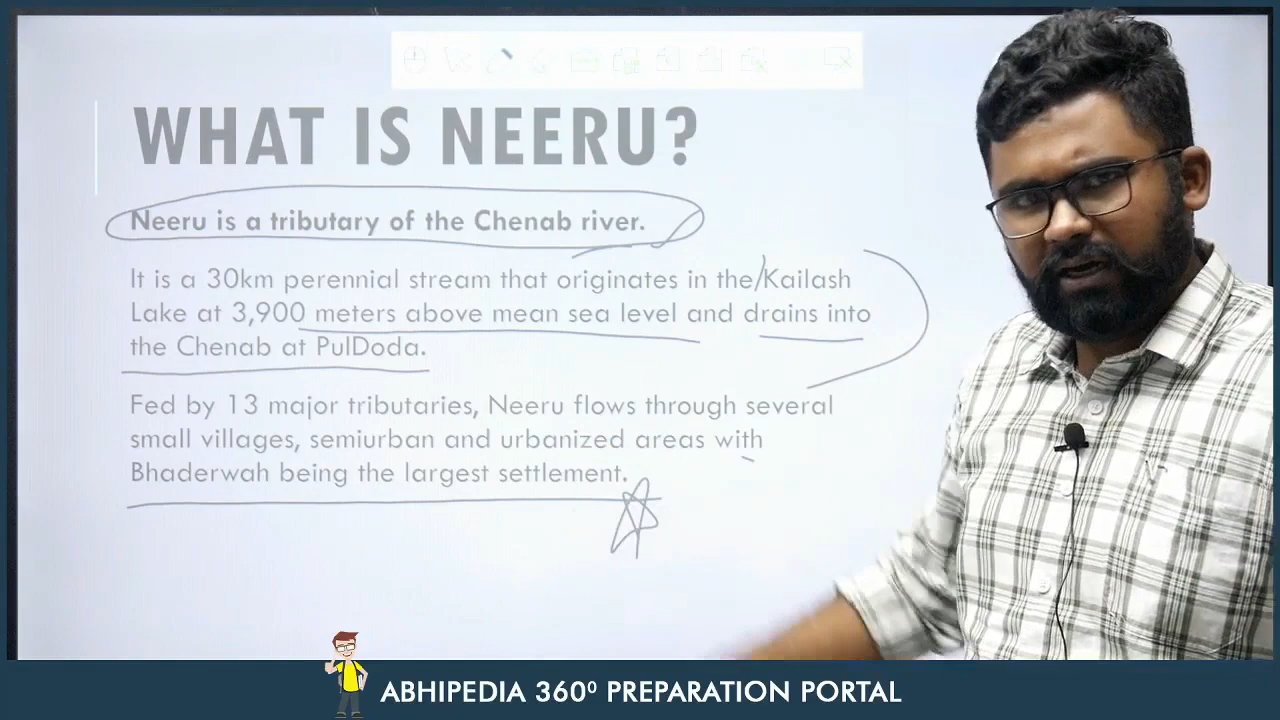 WHAT IS NEERU?
Neeru is a tributary of the Chenab river.
It is a 30km perennial stream that originates in the Kailash
Lake at 3,900 meters above mean sea level and drains into
the Chenab at PulDoda.
Fed by 13 major tributaries, Neeru flows through several
small villages, semiurban and urbanized areas with
Bhaderwah being the largest settlement.
ABHIPEDIA 360⁰ PREPARATION PORTAL